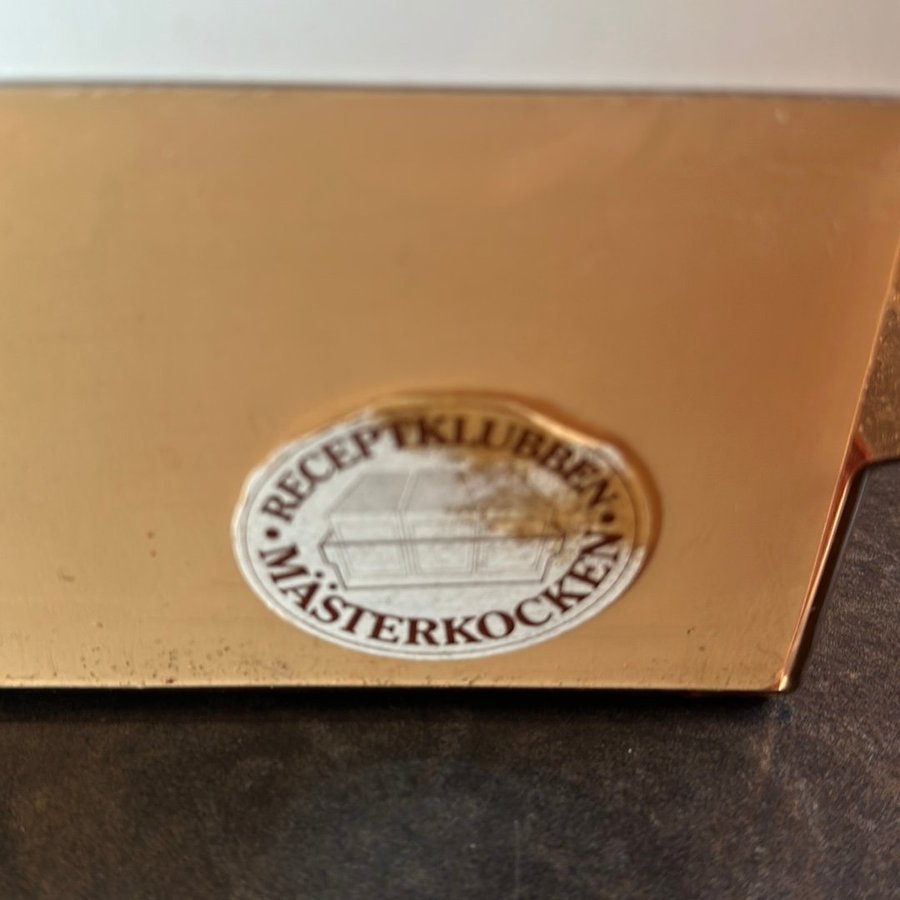 • RECEPTKLUBBEN •
MÄSTERKOCKEN